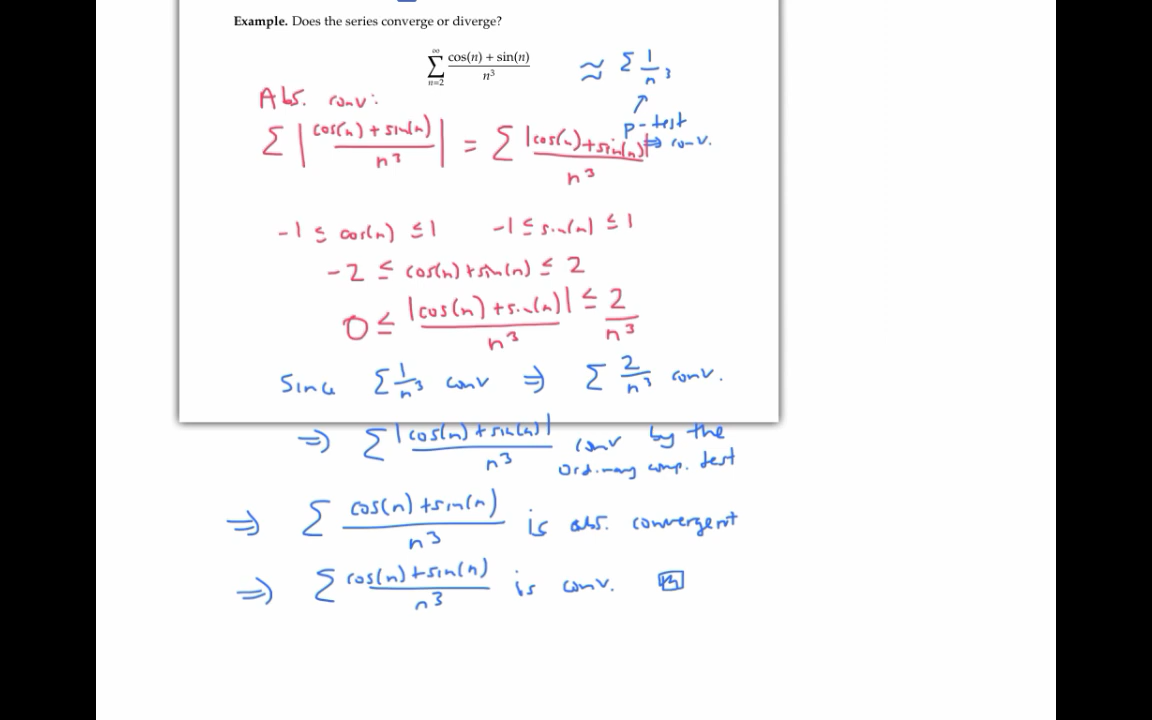 Example. Does the series converge or diverge?
∞∑n=2 cos(n) + sin(n) / n³ ≈ Σ 1/n³
↑
p-test
⇒ conv.
Abs. conv:
Σ |cos(n) + sin(n) / n³| = Σ |cos(n) + sin(n)| / n³
-1 ≤ cos(n) ≤ 1 -1 ≤ sin(n) ≤ 1
-2 ≤ cos(n) + sin(n) ≤ 2
0 ≤ |cos(n) + sin(n)| / n³ ≤ 2/n³
Since Σ 1/n³ conv ⇒ Σ 2/n³ conv.
⇒ Σ |cos(n) + sin(n)| / n³ conv by the
ordinary comp. test
⇒ Σ cos(n) + sin(n) / n³ is abs. convergent
⇒ Σ cos(n) + sin(n) / n³ is conv.